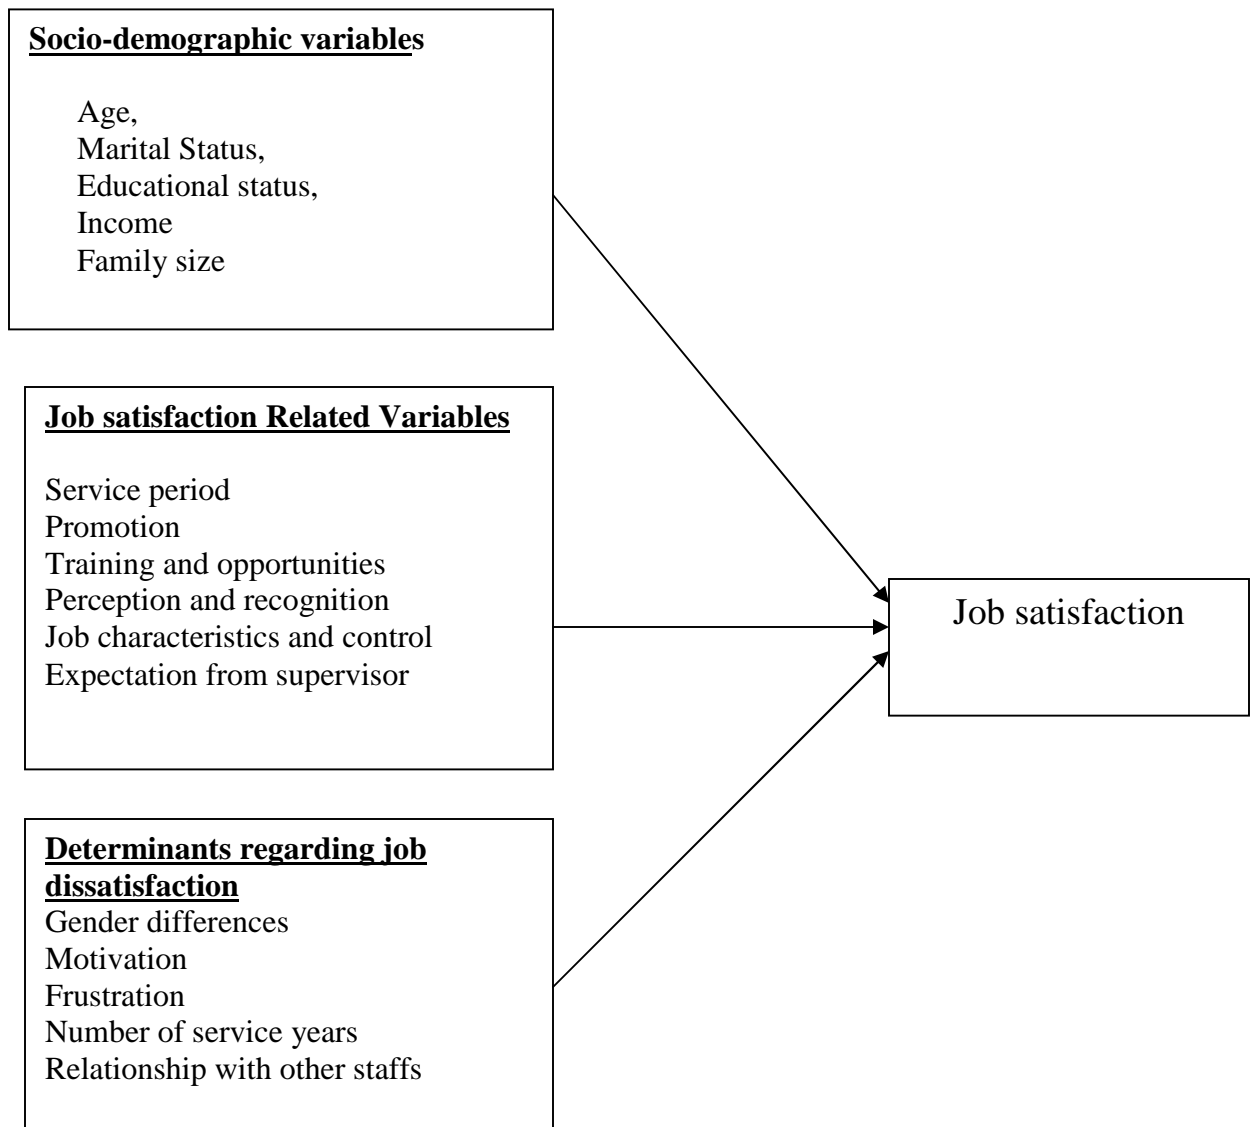 Socio-demographic variables
Age,
Marital Status,
Educational status,
Income
Family size
Job satisfaction Related Variables
Service period
Promotion
Training and opportunities
Perception and recognition
Job characteristics and control
Expectation from supervisor
Job satisfaction
Determinants regarding job
dissatisfaction
Gender differences
Motivation
Frustration
Number of service years
Relationship with other staffs